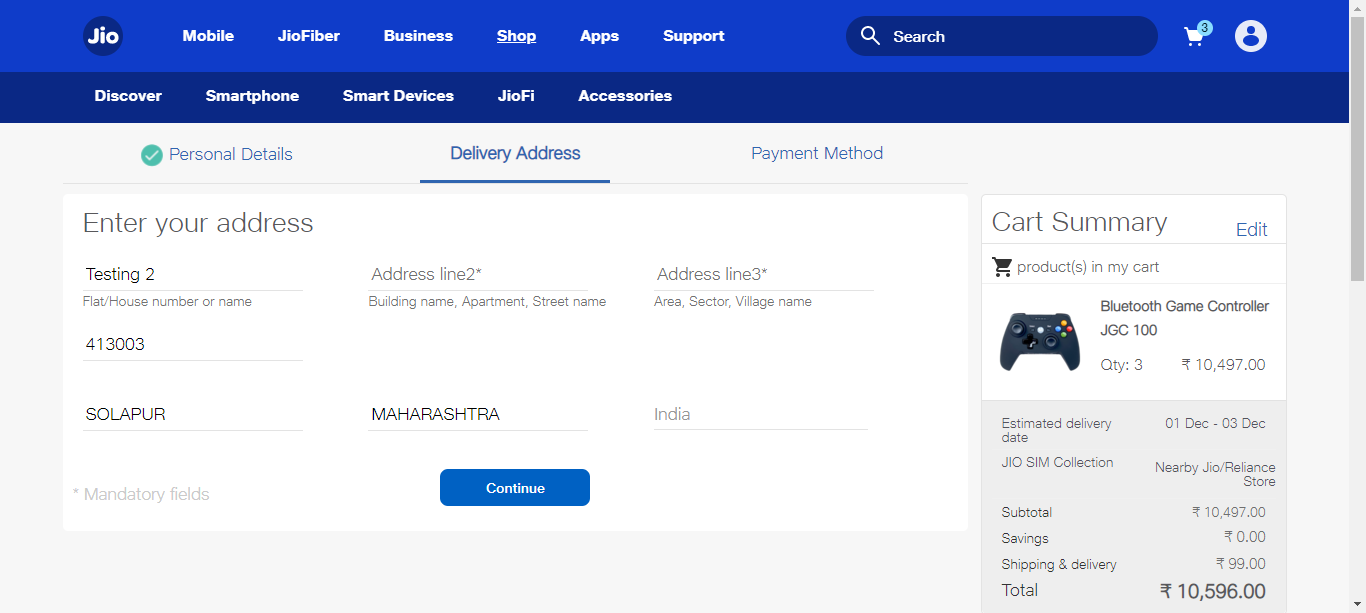 Jio
Mobile JioFiber Business Shop Apps Support
Search
3
Discover Smartphone Smart Devices JioFi Accessories
Personal Details Delivery Address Payment Method
Enter your address
Testing 2
Flat/House number or name
Address line2*
Building name, Apartment, Street name
Address line3*
Area, Sector, Village name
413003
SOLAPUR MAHARASHTRA India
* Mandatory fields
Continue
Cart Summary Edit
product(s) in my cart
Bluetooth Game Controller
JGC 100
Qty: 3 ₹ 10,497.00
Estimated delivery
date
01 Dec - 03 Dec
JIO SIM Collection
Nearby Jio/Reliance
Store
Subtotal ₹ 10,497.00
Savings ₹ 0.00
Shipping & delivery ₹ 99.00
Total ₹ 10,596.00